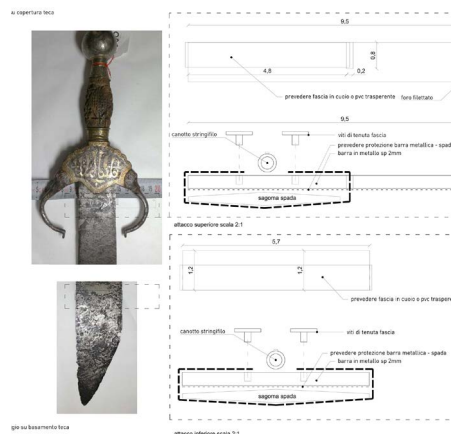 ai copertura teca
9,5
4,8
0,2
0,8
prevedere fascia in cuoio o pvc trasparente
foro filettato
9,5
canotto stringifilo
viti di tenuta fascia
prevedere protezione barra metallica - spada
barra in metallo sp 2mm
sagoma spada
attacco superiore scala 2:1
5,7
1,2
1,2
prevedere fascia in cuoio o pvc traspare
canotto stringifilo
viti di tenuta fascia
prevedere protezione barra metallica - spada
barra in metallo sp 2mm
sagoma spada
gie su basamento teca
attacco inferiore scala 2:1